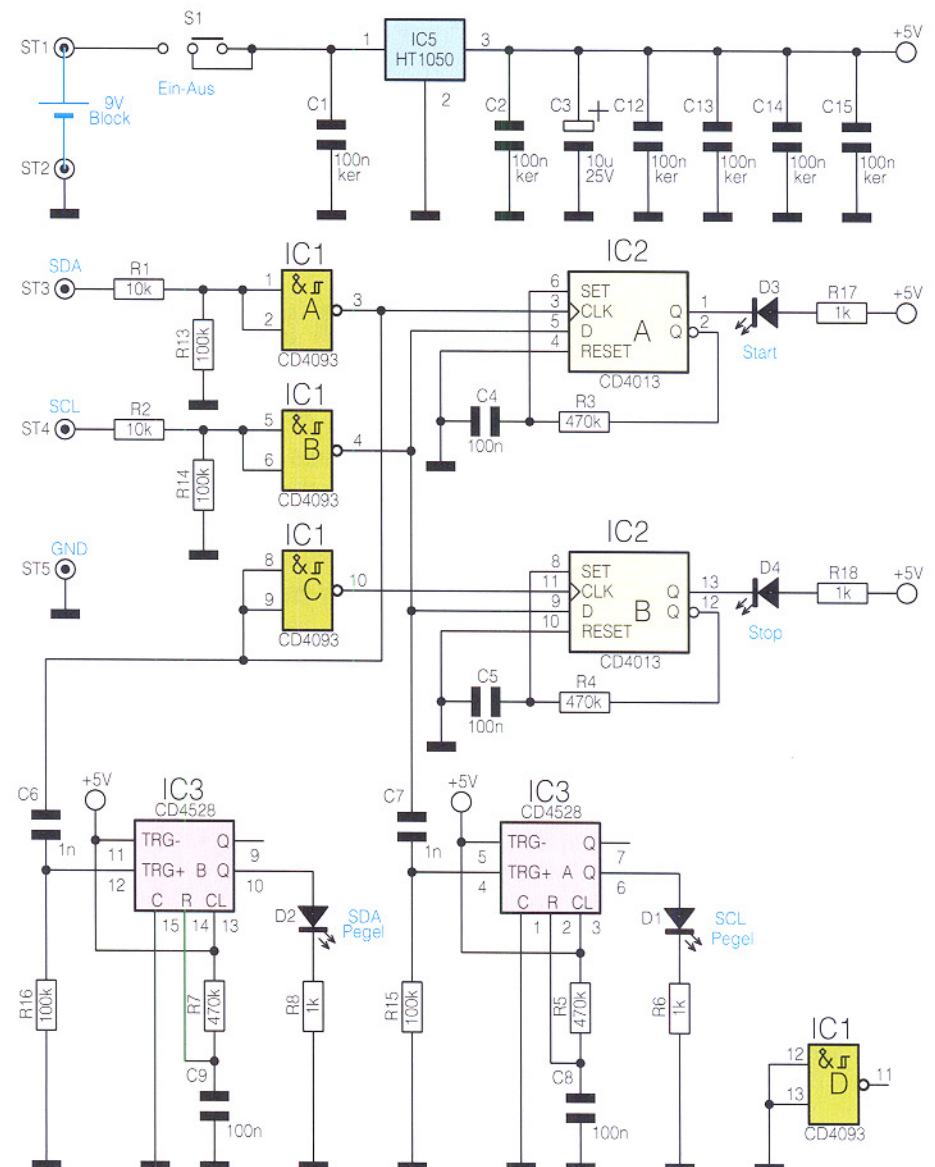 S1
ST1
Ein-Aus
9V
Block
ST2
1
IC5
HT1050
3
2
+5V
C1
100n
ker
C2
100n
ker
C3
+
10u
25V
C12
100n
ker
C13
100n
ker
C14
100n
ker
C15
100n
ker
SDA
ST3
R1
10k
R13
100k
IC1
1
2
&
A
3
CD4093
IC2
6
3
5
4
SET
CLK
D
RESET
A
Q
Q
1
2
CD4013
D3
Start
R17
1k
+5V
C4
100n
R3
470k
SCL
ST4
R2
10k
R14
100k
IC1
5
6
&
B
4
CD4093
GND
ST5
IC1
8
9
&
C
10
CD4093
IC2
8
11
9
10
SET
CLK
D
RESET
B
Q
Q
13
12
CD4013
D4
Stop
R18
1k
+5V
C5
100n
R4
470k
C6
1n
+5V
IC3
CD4528
11
12
TRG-
TRG+
B
Q
Q
9
10
C
R
CL
15
14
13
D2
SDA
Pegel
R16
100k
R7
470k
R8
1k
C9
100n
C7
1n
+5V
IC3
CD4528
5
4
TRG-
TRG+
A
Q
Q
7
6
C
R
CL
1
2
3
D1
SCL
Pegel
R15
100k
R5
470k
R6
1k
C8
100n
IC1
12
13
&
D
11
CD4093